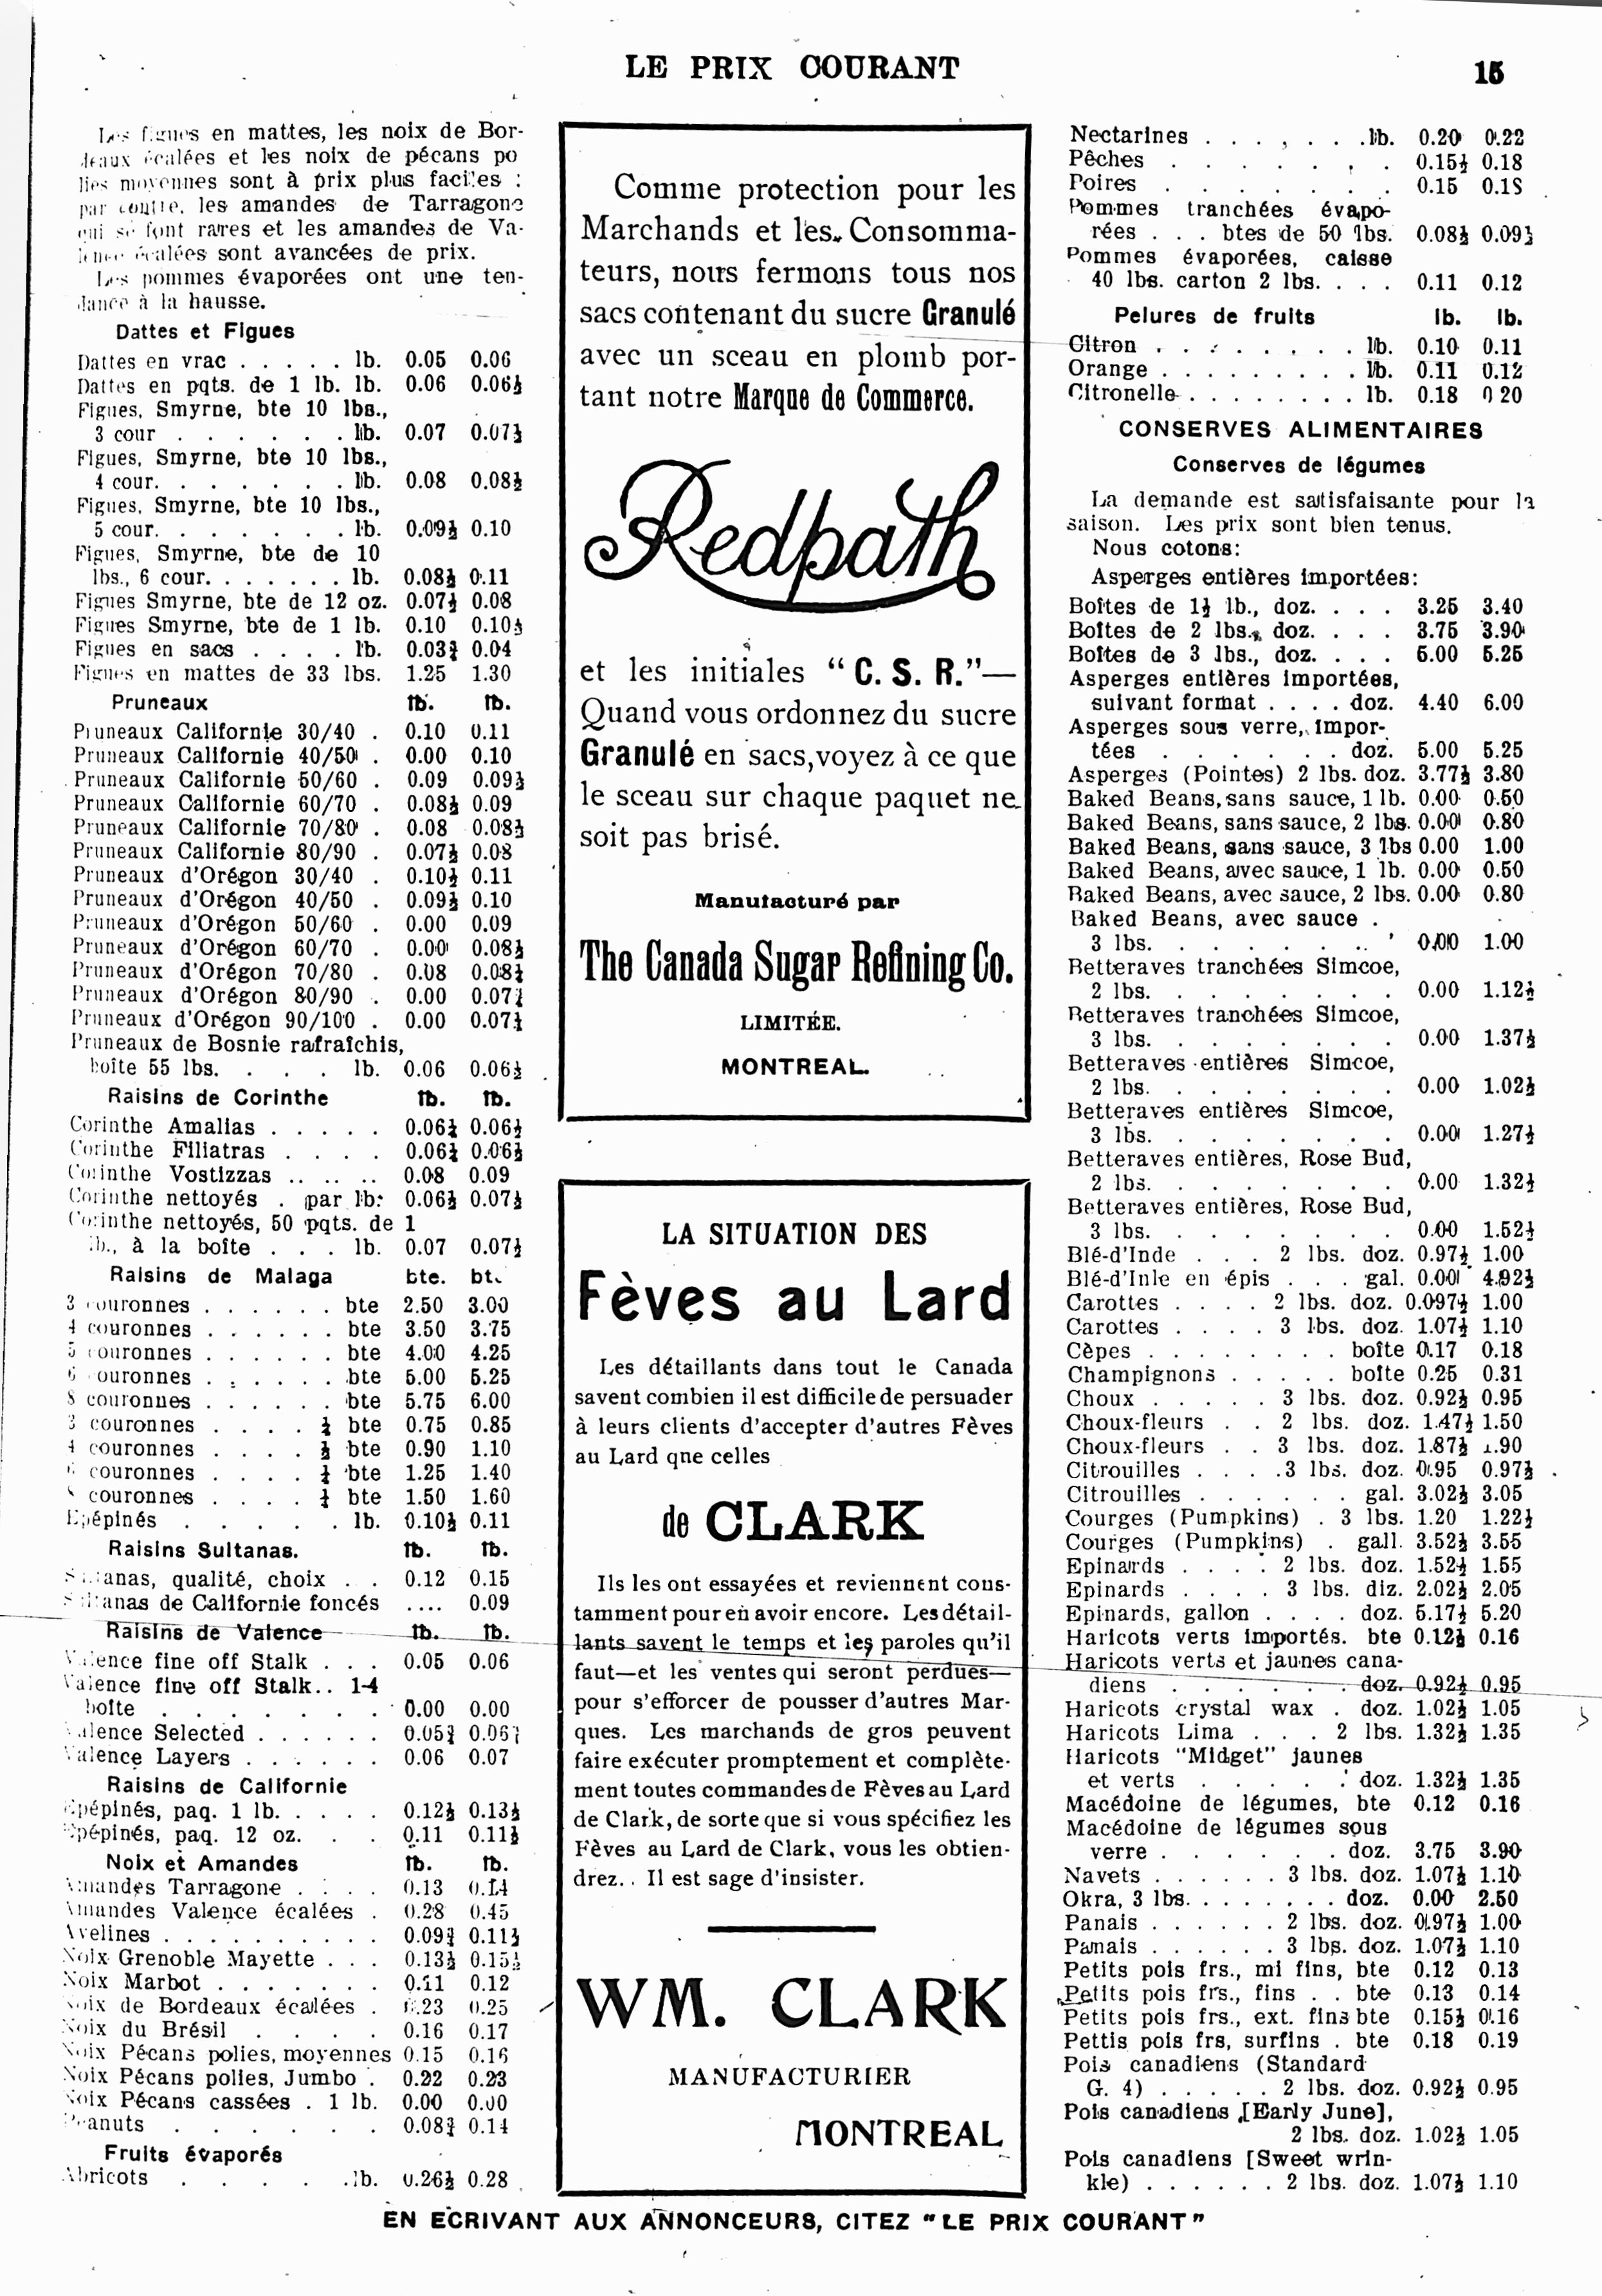 LE PRIX COURANT
15
Les figues en mattes, les noix de Bor-
deaux écalées et les noix de pécans po
lies moyennes sont à prix plus faciles ;
par contre, les amandes de Tarragone
qui se font rares et les amandes de Va-
lence écalées sont avancées de prix.
Les pommes évaporées ont une ten-
dance à la hausse.
Dattes et Figues
Dattes en vrac . . . . . lb. 0.05 0.06
Dattes en pqts. de 1 lb. lb. 0.06 0.06½
Figues, Smyrne, bte 10 lbs.,
3 cour . . . . . . lb. 0.07 0.07½
Figues, Smyrne, bte 10 lbs.,
4 cour. . . . . . . lb. 0.08 0.08½
Figues, Smyrne, bte 10 lbs.,
5 cour. . . . . . . lb. 0.09½ 0.10
Figues, Smyrne, bte de 10
lbs., 6 cour. . . . . . . lb. 0.08½ 0.11
Figues Smyrne, bte de 12 oz. 0.07½ 0.08
Figues Smyrne, bte de 1 lb. 0.10 0.10½
Figues en sacs . . . . lb. 0.03¾ 0.04
Figues en mattes de 33 lbs. 1.25 1.30
Pruneaux lb. lb.
Pruneaux Californie 30/40 . 0.10 0.11
Pruneaux Californie 40/50 . 0.00 0.10
Pruneaux Californie 50/60 . 0.09 0.09½
Pruneaux Californie 60/70 . 0.08½ 0.09
Pruneaux Californie 70/80 . 0.08 0.08½
Pruneaux Californie 80/90 . 0.07½ 0.08
Pruneaux d'Orégon 30/40 . 0.10½ 0.11
Pruneaux d'Orégon 40/50 . 0.09½ 0.10
Pruneaux d'Orégon 50/60 . 0.00 0.09
Pruneaux d'Orégon 60/70 . 0.00 0.08½
Pruneaux d'Orégon 70/80 . 0.08 0.08¼
Pruneaux d'Orégon 80/90 . 0.00 0.07¾
Pruneaux d'Orégon 90/100 . 0.00 0.07¼
Pruneaux de Bosnie rafraîchis,
boîte 55 lbs. . . . lb. 0.06 0.06½
Raisins de Corinthe lb. lb.
Corinthe Amalias . . . . . 0.06¼ 0.06½
Corinthe Filiatras . . . . 0.06¼ 0.06½
Corinthe Vostizzas .. .. .. 0.08 0.09
Corinthe nettoyés . par lb: 0.06½ 0.07½
Corinthe nettoyés, 50 pqts. de 1
lb., à la boîte . . . lb. 0.07 0.07½
Raisins de Malaga bte. bt.
3 couronnes . . . . . . bte 2.50 3.00
4 couronnes . . . . . . bte 3.50 3.75
5 couronnes . . . . . . bte 4.00 4.25
6 couronnes . . . . . . bte 5.00 5.25
8 couronnes . . . . . . bte 5.75 6.00
3 couronnes . . . . ¼ bte 0.75 0.85
4 couronnes . . . . ¼ bte 0.90 1.10
couronnes . . . . ¼ bte 1.25 1.40
couronnes . . . . ¼ bte 1.50 1.60
Epépinés . . . . . lb. 0.10½ 0.11
Raisins Sultanas. lb. lb.
Sultanas, qualité, choix . . 0.12 0.15
Sultanas de Californie foncés .... 0.09
Raisins de Valence lb. lb.
Valence fine off Stalk . . . 0.05 0.06
Valence fine off Stalk.. 1-4
boîte . . . . . . . 0.00 0.00
Valence Selected . . . . . . 0.05¾ 0.06¾
Valence Layers . . . . . . 0.06 0.07
Raisins de Californie
Epépinés, paq. 1 lb. . . . . 0.12½ 0.13½
Epépinés, paq. 12 oz. . . 0.11 0.11½
Noix et Amandes lb. lb.
Amandes Tarragone . . . . 0.13 0.14
Amandes Valence écalées . 0.28 0.45
Avelines . . . . . . . . . . 0.09¾ 0.11½
Noix Grenoble Mayette . . . 0.13½ 0.15½
Noix Marbot . . . . . . . 0.11 0.12
Noix de Bordeaux écalées . 0.23 0.25
Noix du Brésil . . . . 0.16 0.17
Noix Pécans polies, moyennes 0.15 0.16
Noix Pécans polies, Jumbo . 0.22 0.23
Noix Pécans cassées . 1 lb. 0.00 0.00
Peanuts . . . . . . 0.08¾ 0.14
Fruits évaporés
Abricots . . . . . lb. 0.26½ 0.28
Comme protection pour les
Marchands et les Consomma-
teurs, nous fermons tous nos
sacs contenant du sucre Granulé
avec un sceau en plomb por-
tant notre Marque de Commerce.
Redpath
et les initiales "C. S. R."—
Quand vous ordonnez du sucre
Granulé en sacs, voyez à ce que
le sceau sur chaque paquet ne
soit pas brisé.
Manufacturé par
The Canada Sugar Refining Co.
LIMITÉE.
MONTREAL.
LA SITUATION DES
Fèves au Lard
Les détaillants dans tout le Canada
savent combien il est difficile de persuader
à leurs clients d'accepter d'autres Fèves
au Lard qne celles
de CLARK
Ils les ont essayées et reviennent cons-
tamment pour en avoir encore. Les détail-
lants savent le temps et les paroles qu'il
faut—et les ventes qui seront perdues—
pour s'efforcer de pousser d'autres Mar-
ques. Les marchands de gros peuvent
faire exécuter promptement et complète-
ment toutes commandes de Fèves au Lard
de Clark, de sorte que si vous spécifiez les
Fèves au Lard de Clark, vous les obtien-
drez. Il est sage d'insister.
WM. CLARK
MANUFACTURIER
MONTREAL
Nectarines . . . . . . . lb. 0.20 0.22
Pêches . . . . . . . . 0.15½ 0.18
Poires . . . . . . . 0.15 0.18
Pommes tranchées évapo-
rées . . . btes de 50 lbs. 0.08½ 0.09½
Pommes évaporées, caisse
40 lbs. carton 2 lbs. . . . 0.11 0.12
Pelures de fruits lb. lb.
Citron . . . . . . . . . lb. 0.10 0.11
Orange . . . . . . . . . lb. 0.11 0.12
Citronelle . . . . . . . . lb. 0.18 0 20
CONSERVES ALIMENTAIRES
Conserves de légumes
La demande est satisfaisante pour la
saison. Les prix sont bien tenus.
Nous cotons:
Asperges entières importées:
Boîtes de 1½ lb., doz. . . . 3.25 3.40
Boîtes de 2 lbs., doz. . . . 3.75 3.90
Boîtes de 3 lbs., doz. . . . 5.00 5.25
Asperges entières importées,
suivant format . . . . doz. 4.40 6.00
Asperges sous verre, impor-
tées . . . . . . . doz. 5.00 5.25
Asperges (Pointes) 2 lbs. doz. 3.77½ 3.80
Baked Beans, sans sauce, 1 lb. 0.00 0.50
Baked Beans, sans sauce, 2 lbs. 0.00 0.80
Baked Beans, sans sauce, 3 lbs 0.00 1.00
Baked Beans, avec sauce, 1 lb. 0.00 0.50
Baked Beans, avec sauce, 2 lbs. 0.00 0.80
Baked Beans, avec sauce .
3 lbs. . . . . . . . 0.00 1.00
Betteraves tranchées Simcoe,
2 lbs. . . . . . . . 0.00 1.12½
Betteraves tranchées Simcoe,
3 lbs. . . . . . . . 0.00 1.37½
Betteraves entières Simcoe,
2 lbs. . . . . . . . 0.00 1.02½
Betteraves entières Simcoe,
3 lbs. . . . . . . . 0.00 1.27½
Betteraves entières, Rose Bud,
2 lbs. . . . . . . . 0.00 1.32½
Betteraves entières, Rose Bud,
3 lbs. . . . . . . . 0.00 1.52½
Blé-d'Inde . . . 2 lbs. doz. 0.97½ 1.00
Blé-d'Inle en épis . . . gal. 0.00 4.92½
Carottes . . . . 2 lbs. doz. 0.097½ 1.00
Carottes . . . . 3 lbs. doz. 1.07½ 1.10
Cèpes . . . . . . . . boîte 0.17 0.18
Champignons . . . . . boîte 0.25 0.31
Choux . . . . . 3 lbs. doz. 0.92½ 0.95
Choux-fleurs . . 2 lbs. doz. 1.47½ 1.50
Choux-fleurs . . 3 lbs. doz. 1.87½ 1.90
Citrouilles . . . . 3 lbs. doz. 0.95 0.97½
Citrouilles . . . . . . gal. 3.02½ 3.05
Courges (Pumpkins) . 3 lbs. 1.20 1.22½
Courges (Pumpkins) . gall. 3.52½ 3.55
Epinards . . . . 2 lbs. doz. 1.52½ 1.55
Epinards . . . . 3 lbs. diz. 2.02½ 2.05
Epinards, gallon . . . . doz. 5.17½ 5.20
Haricots verts importés. bte 0.12½ 0.16
Haricots verts et jaunes cana-
diens . . . . . . doz. 0.92½ 0.95
Haricots crystal wax . doz. 1.02½ 1.05
Haricots Lima . . . 2 lbs. 1.32½ 1.35
Haricots "Midget" jaunes
et verts . . . . . doz. 1.32½ 1.35
Macédoine de légumes, bte 0.12 0.16
Macédoine de légumes sous
verre . . . . . . doz. 3.75 3.90
Navets . . . . . . 3 lbs. doz. 1.07½ 1.10
Okra, 3 lbs. . . . . . . . doz. 0.00 2.50
Panais . . . . . . 2 lbs. doz. 0.97½ 1.00
Panais . . . . . . 3 lbs. doz. 1.07½ 1.10
Petits pois frs., mi fins, bte 0.12 0.13
Petits pois frs., fins . . bte 0.13 0.14
Petits pois frs., ext. fins bte 0.15½ 0.16
Pettis pois frs, surfins . bte 0.18 0.19
Pois canadiens (Standard
G. 4) . . . . . 2 lbs. doz. 0.92½ 0.95
Pois canadiens [Early June],
2 lbs. doz. 1.02½ 1.05
Pois canadiens [Sweet wrin-
kle) . . . . . . 2 lbs. doz. 1.07½ 1.10
EN ECRIVANT AUX ANNONCEURS, CITEZ "LE PRIX COURANT"